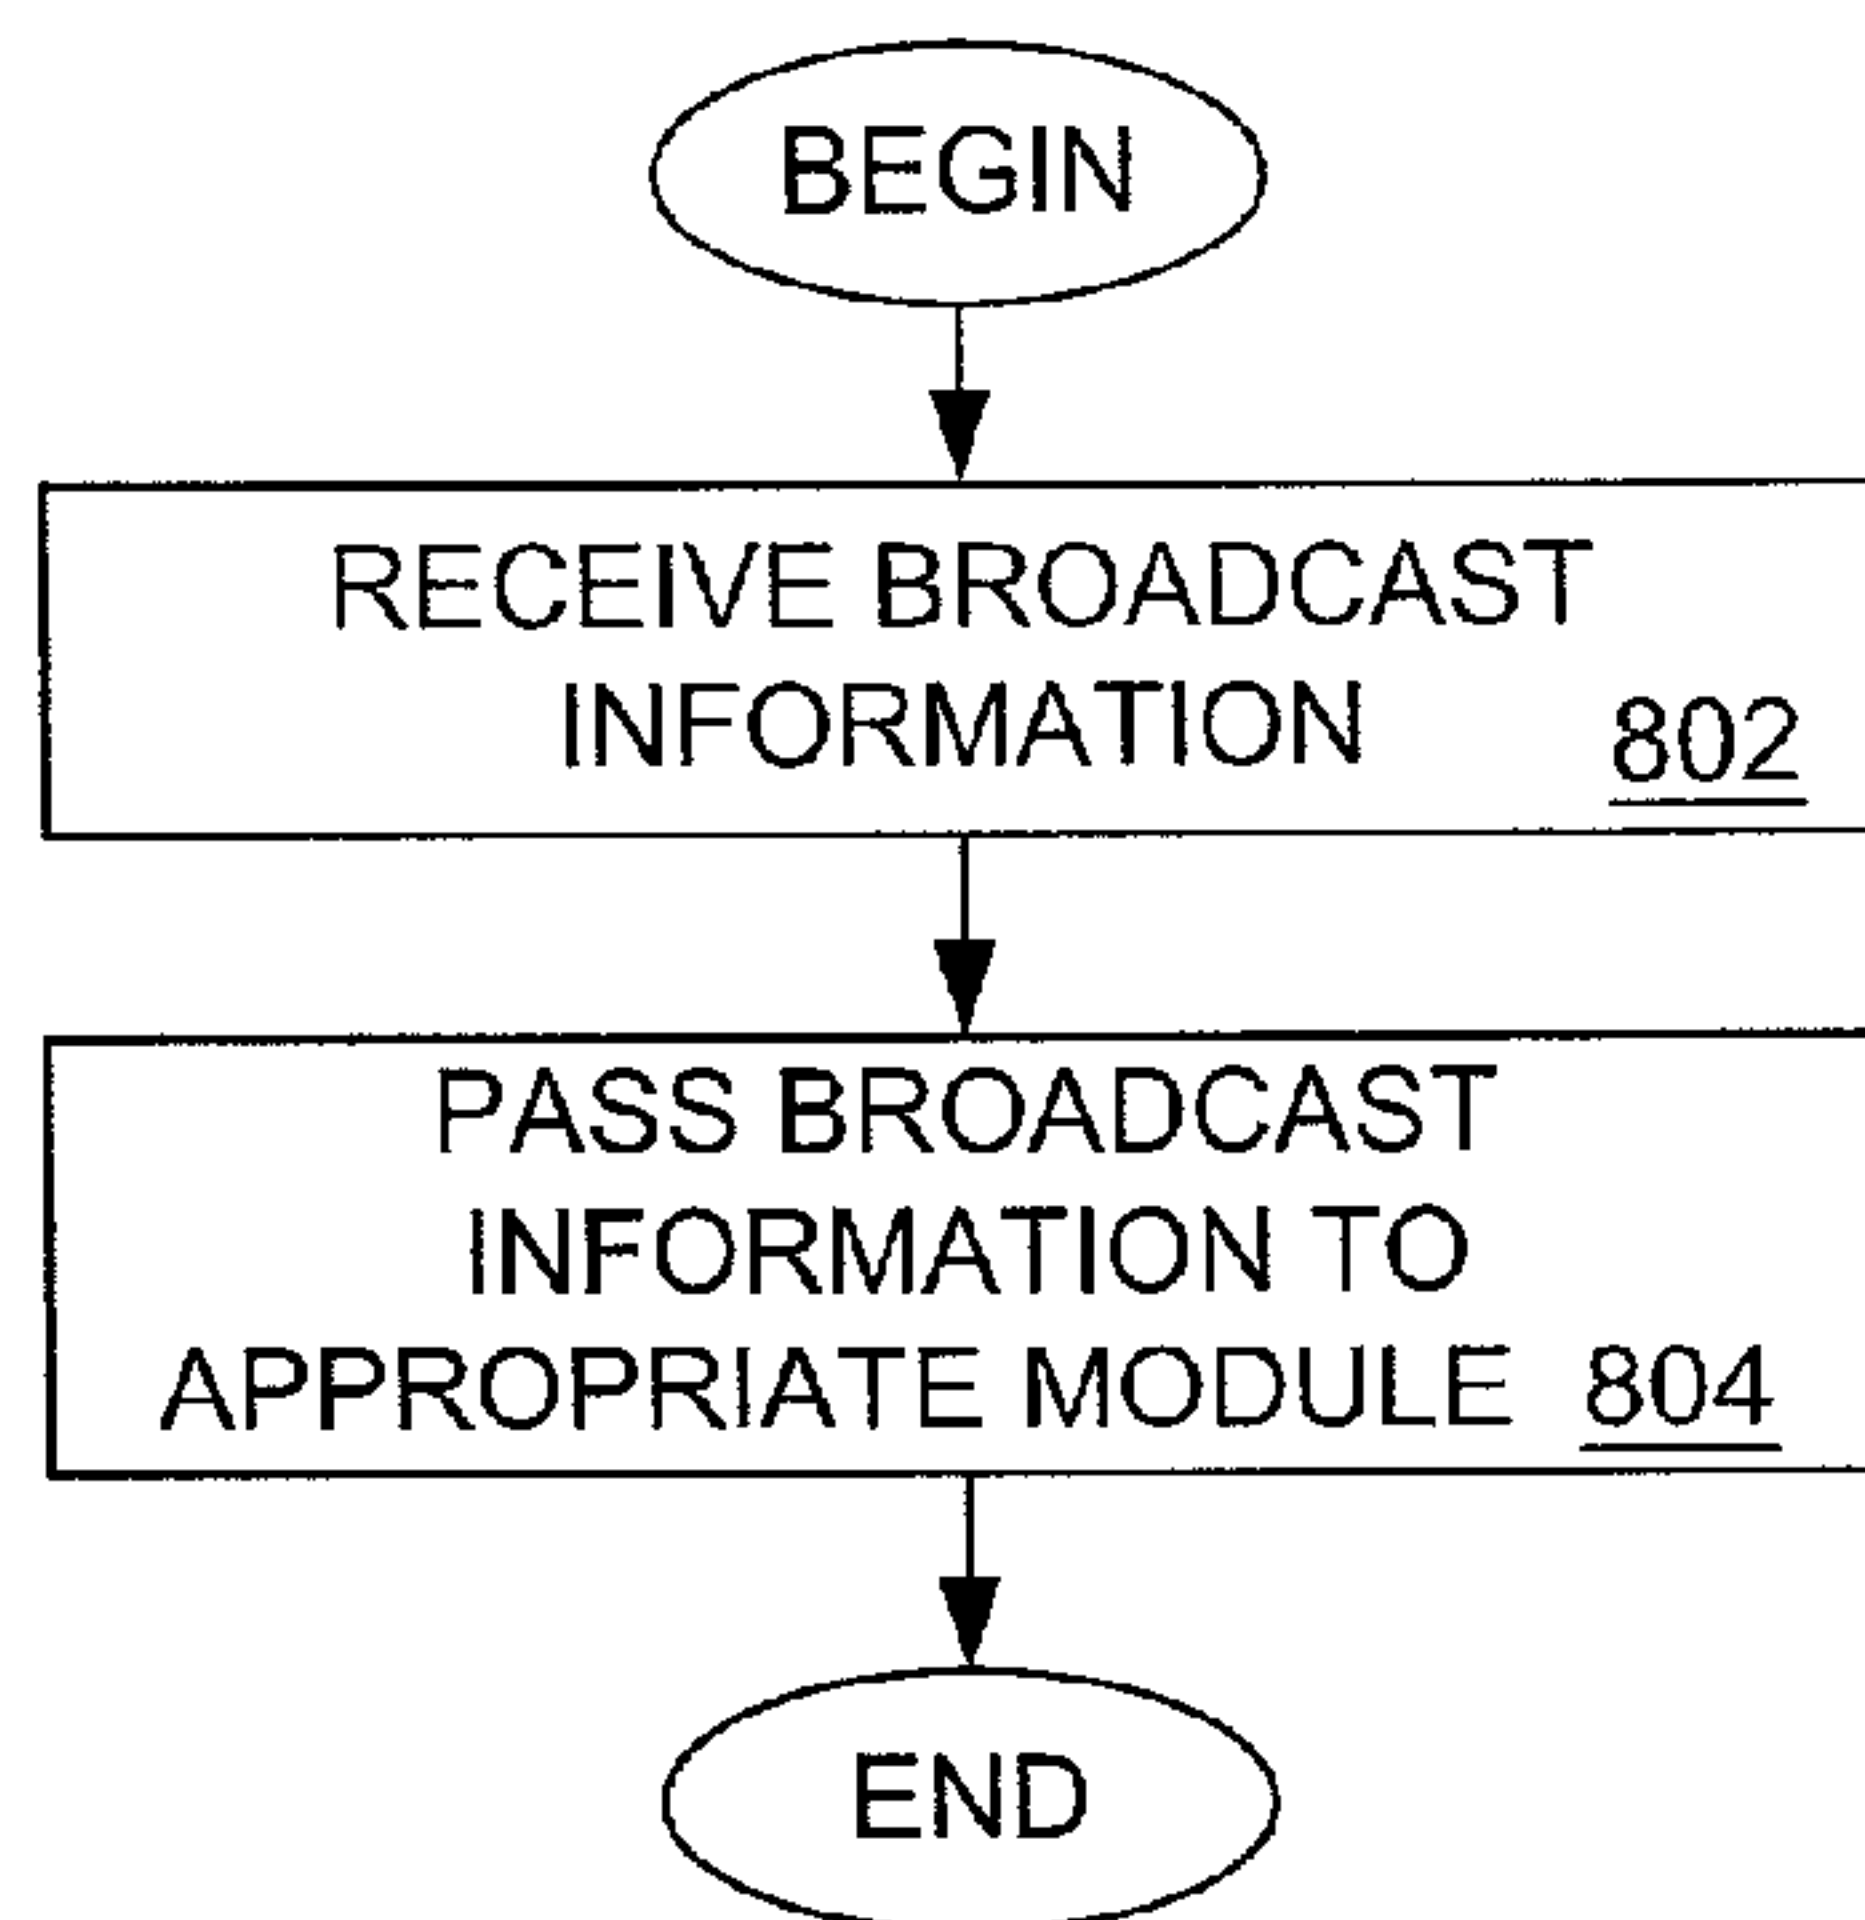 BEGIN
RECEIVE BROADCAST
INFORMATION 802
PASS BROADCAST
INFORMATION TO
APPROPRIATE MODULE 804
END